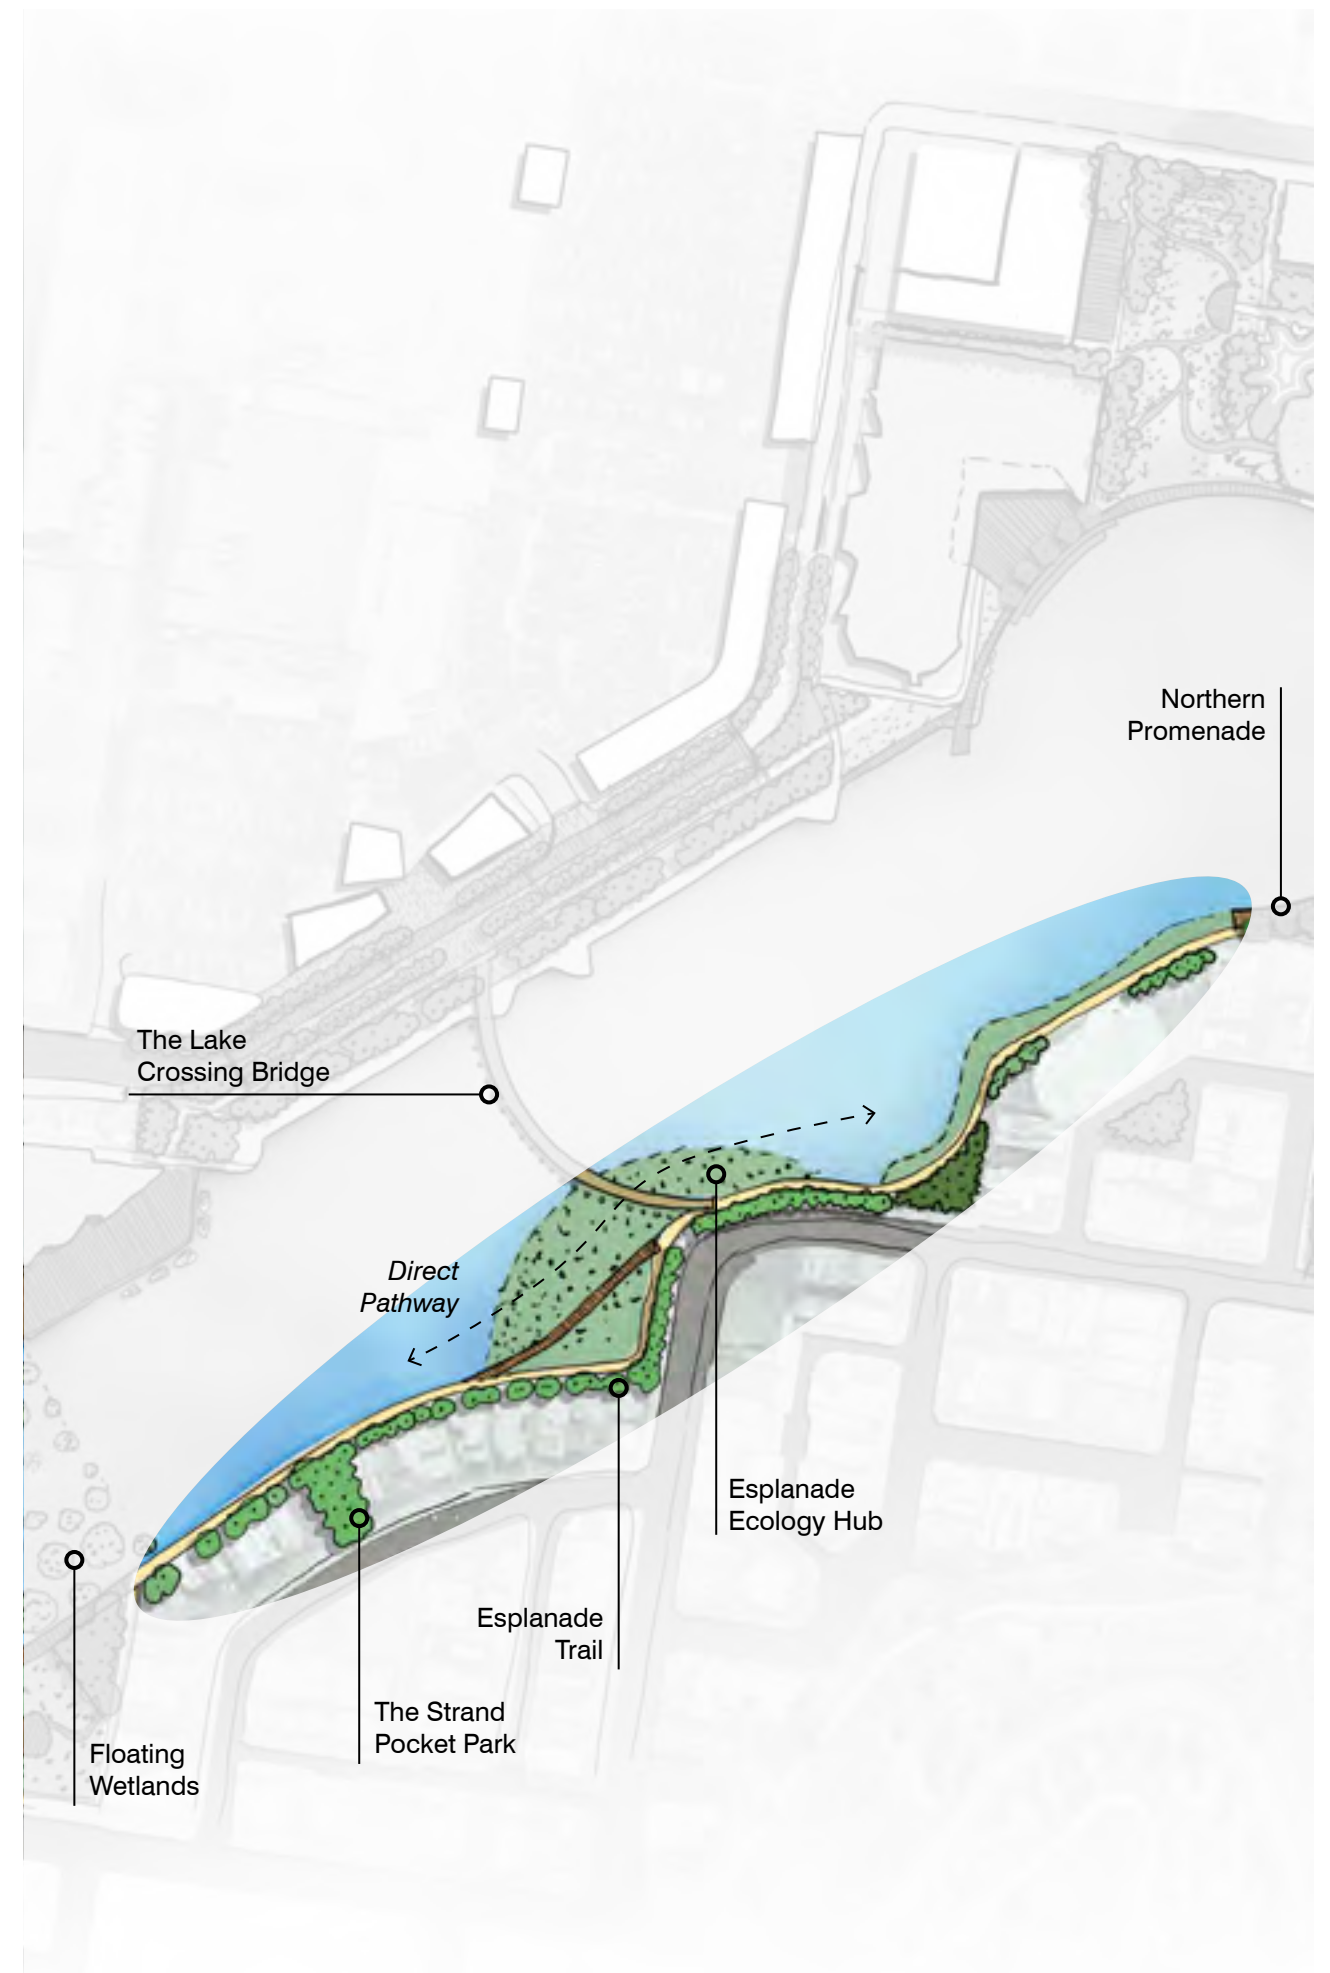 Northern
Promenade
The Lake
Crossing Bridge
Direct
Pathway
Esplanade
Ecology Hub
Esplanade
Trail
The Strand
Pocket Park
Floating
Wetlands